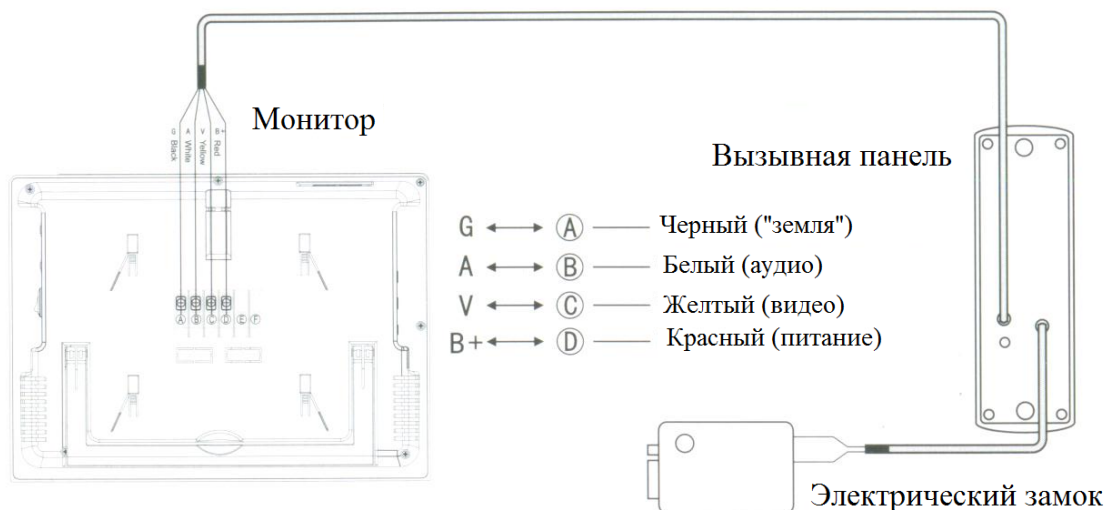 Монитор
G Black
A White
V Yellow
B+ Red
Вызывная панель
G Ⓐ Черный ("земля")
A Ⓑ Белый (аудио)
V Ⓒ Желтый (видео)
B+ Ⓓ Красный (питание)
Ⓐ Ⓑ Ⓒ Ⓓ Ⓔ Ⓕ
Электрический замок